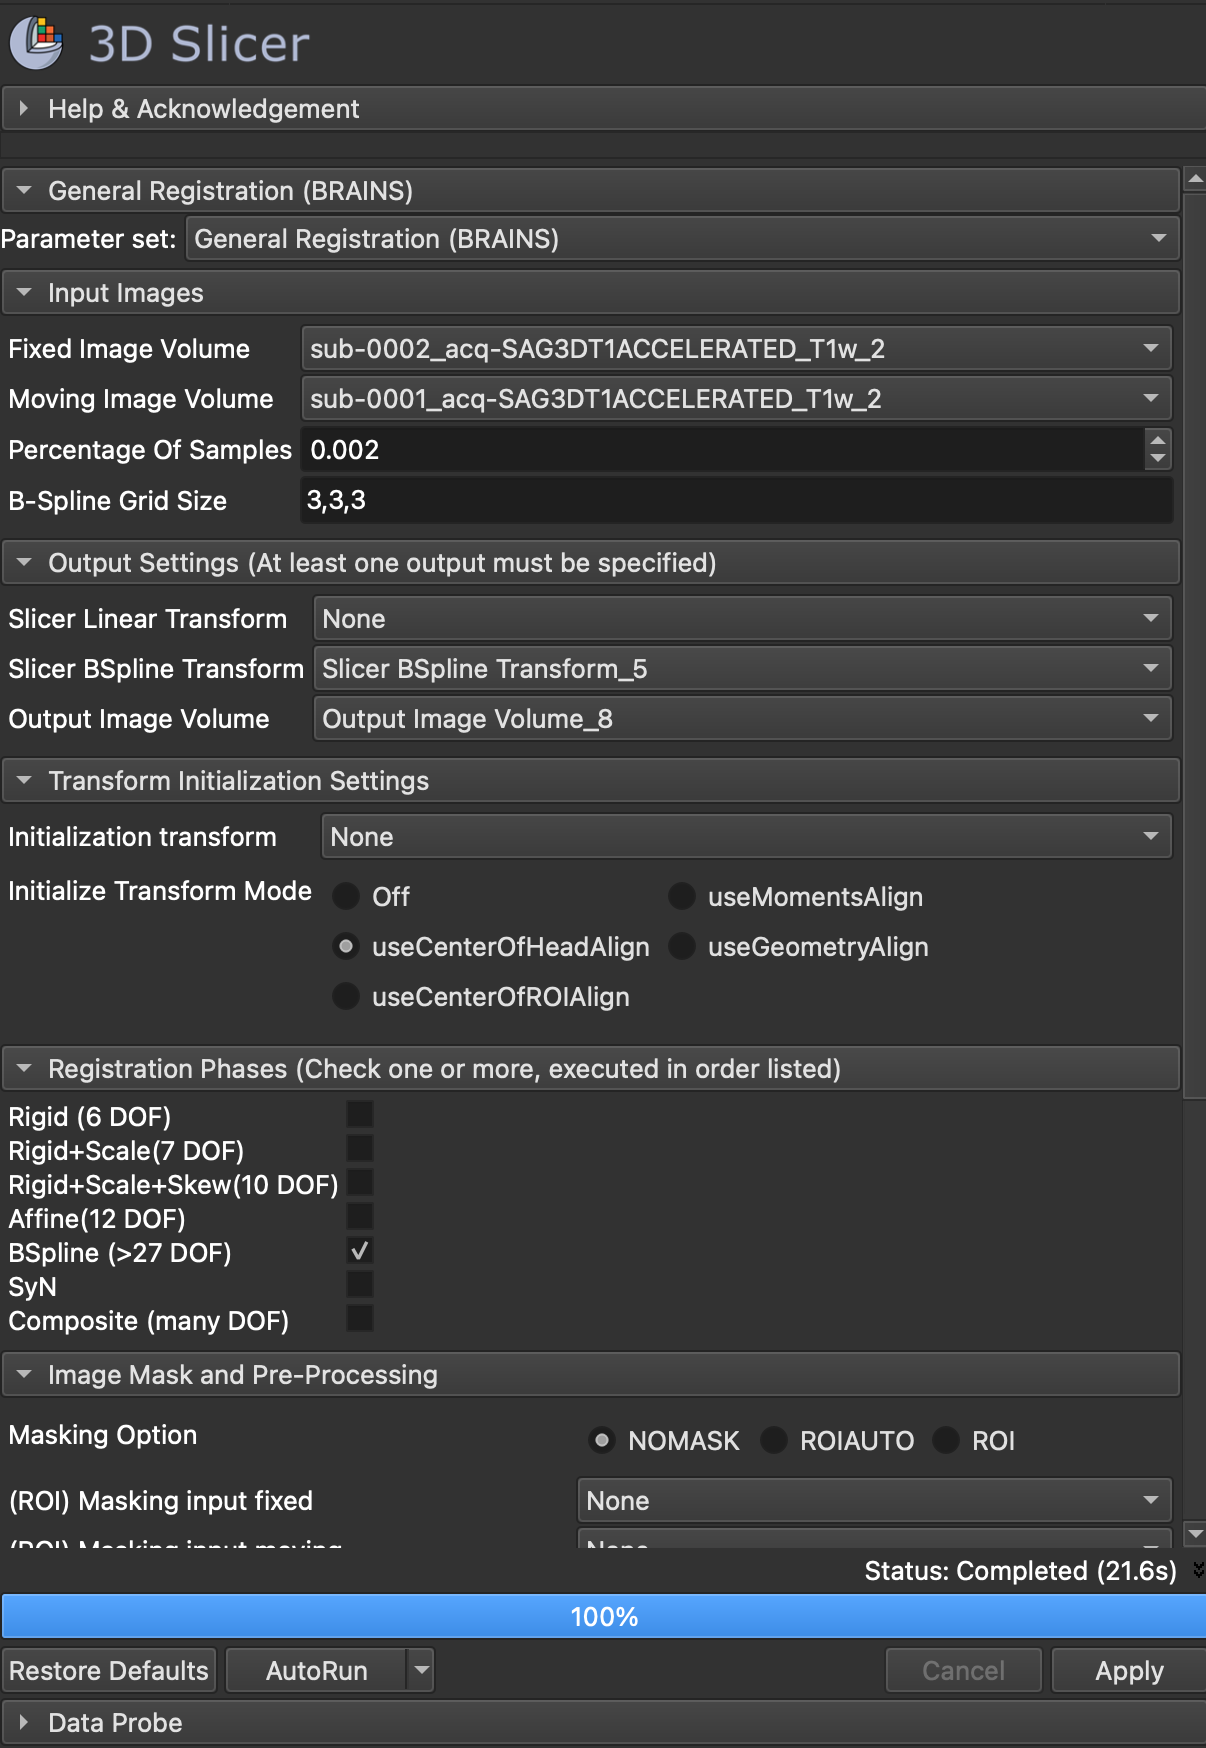 3D Slicer
Help & Acknowledgement
General Registration (BRAINS)
Parameter set: General Registration (BRAINS)
Input Images
Fixed Image Volume sub-0002_acq-SAG3DT1ACCELERATED_T1w_2
Moving Image Volume sub-0001_acq-SAG3DT1ACCELERATED_T1w_2
Percentage Of Samples 0.002
B-Spline Grid Size 3,3,3
Output Settings (At least one output must be specified)
Slicer Linear Transform None
Slicer BSpline Transform Slicer BSpline Transform_5
Output Image Volume Output Image Volume_8
Transform Initialization Settings
Initialization transform None
Initialize Transform Mode Off useMomentsAlign
useCenterOfHeadAlign useGeometryAlign
useCenterOfROIAlign
Registration Phases (Check one or more, executed in order listed)
Rigid (6 DOF)
Rigid+Scale(7 DOF)
Rigid+Scale+Skew(10 DOF)
Affine(12 DOF)
BSpline (>27 DOF)
SyN
Composite (many DOF)
Image Mask and Pre-Processing
Masking Option NOMASK ROIAUTO ROI
(ROI) Masking input fixed None
(ROI) Masking input moving None
Status: Completed (21.6s)
100%
Restore Defaults AutoRun Cancel Apply
Data Probe